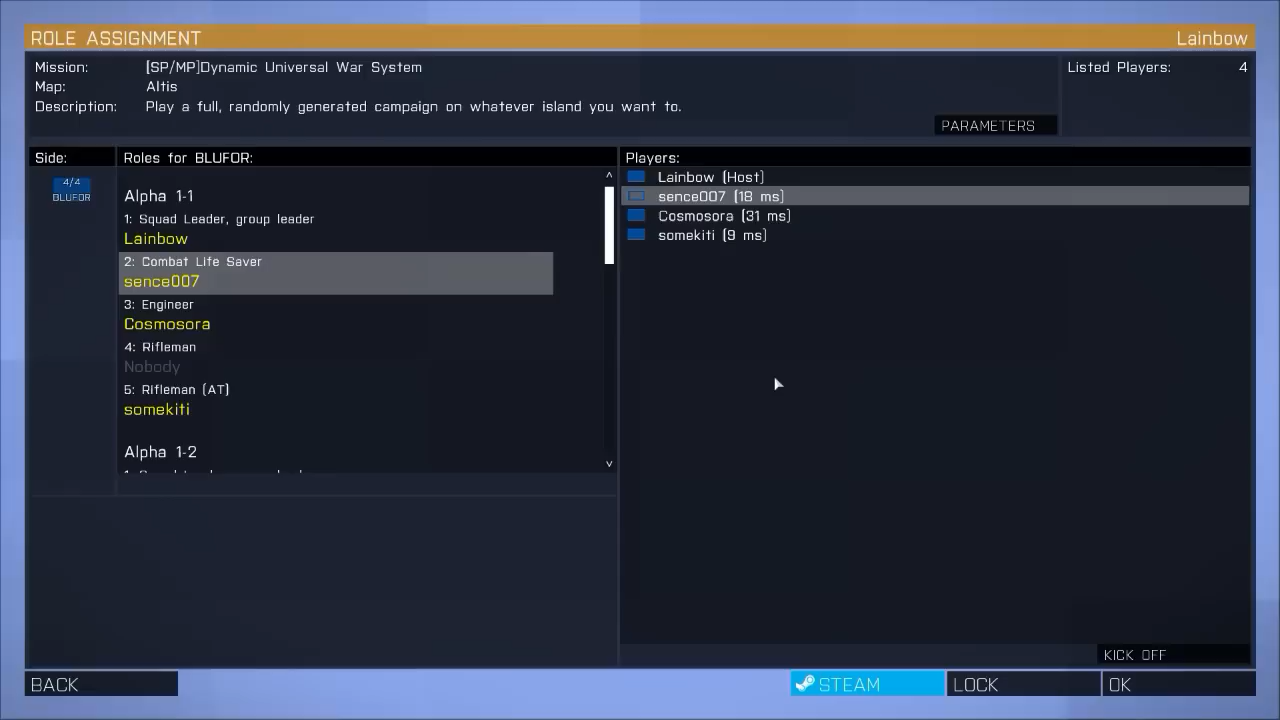 ROLE ASSIGNMENT Lainbow
Mission: [SP/MP]Dynamic Universal War System
Listed Players: 4
Map: Altis
Description: Play a full, randomly generated campaign on whatever island you want to.
PARAMETERS
Side:
4/4
BLUFOR
Roles for BLUFOR:
Alpha 1-1
1: Squad Leader, group leader
Lainbow
2: Combat Life Saver
sence007
3: Engineer
Cosmosora
4: Rifleman
Nobody
5: Rifleman (AT)
somekiti
Alpha 1-2
Players:
Lainbow (Host)
sence007 (18 ms)
Cosmosora (31 ms)
somekiti (9 ms)
KICK OFF
BACK
STEAM
LOCK
OK